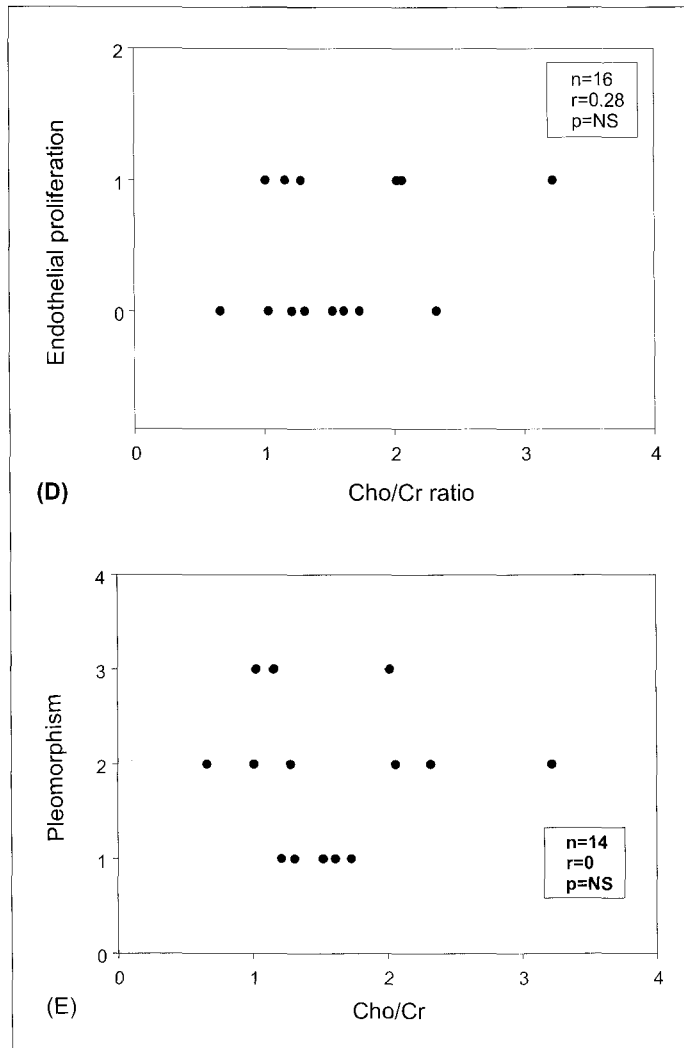 2
n=16
r=0.28
p=NS
1
0
Endothelial proliferation
0 1 2 3 4
(D) Cho/Cr ratio
4
3
2
1
0
Pleomorphism
n=14
r=0
p=NS
0 1 2 3 4
(E) Cho/Cr